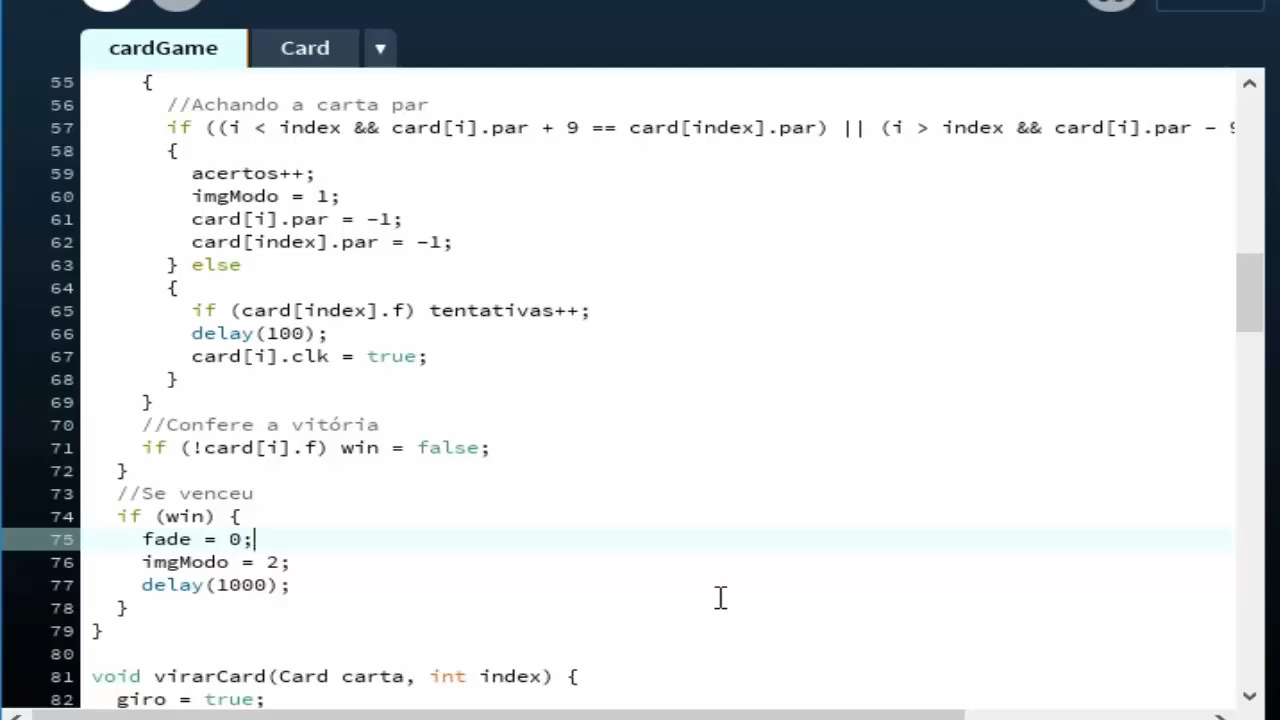 cardGame Card ▼
55 {
56 //Achando a carta par
57 if ((i < index && card[i].par + 9 == card[index].par) || (i > index && card[i].par - 9
58 {
59 acertos++;
60 imgModo = 1;
61 card[i].par = -1;
62 card[index].par = -1;
63 } else
64 {
65 if (card[index].f) tentativas++;
66 delay(100);
67 card[i].clk = true;
68 }
69 }
70 //Confere a vitória
71 if (!card[i].f) win = false;
72 }
73 //Se venceu
74 if (win) {
75 fade = 0;
76 imgModo = 2;
77 delay(1000);
78 }
79 }
80
81 void virarCard(Card carta, int index) {
82 giro = true;